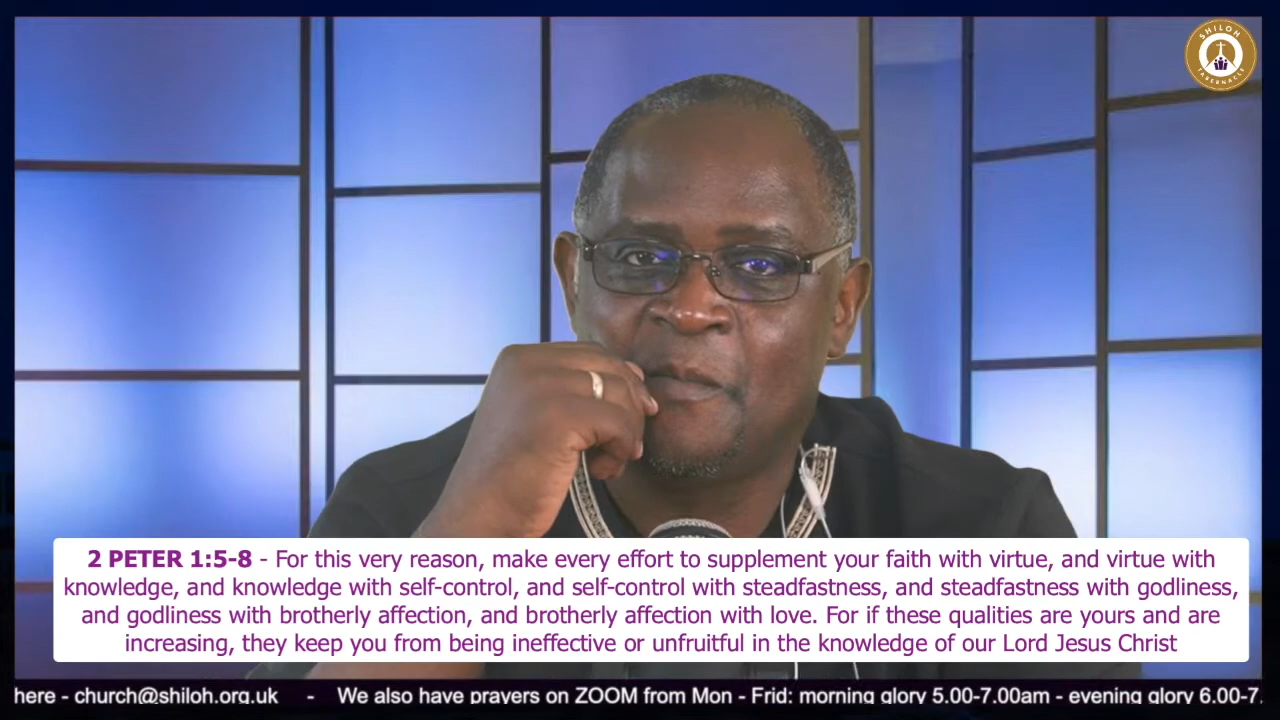 SHILOH
TABERNACLE
2 PETER 1:5-8 - For this very reason, make every effort to supplement your faith with virtue, and virtue with
knowledge, and knowledge with self-control, and self-control with steadfastness, and steadfastness with godliness,
and godliness with brotherly affection, and brotherly affection with love. For if these qualities are yours and are
increasing, they keep you from being ineffective or unfruitful in the knowledge of our Lord Jesus Christ
here - church@shiloh.org.uk - We also have prayers on ZOOM from Mon - Frid: morning glory 5.00-7.00am - evening glory 6.00-7.